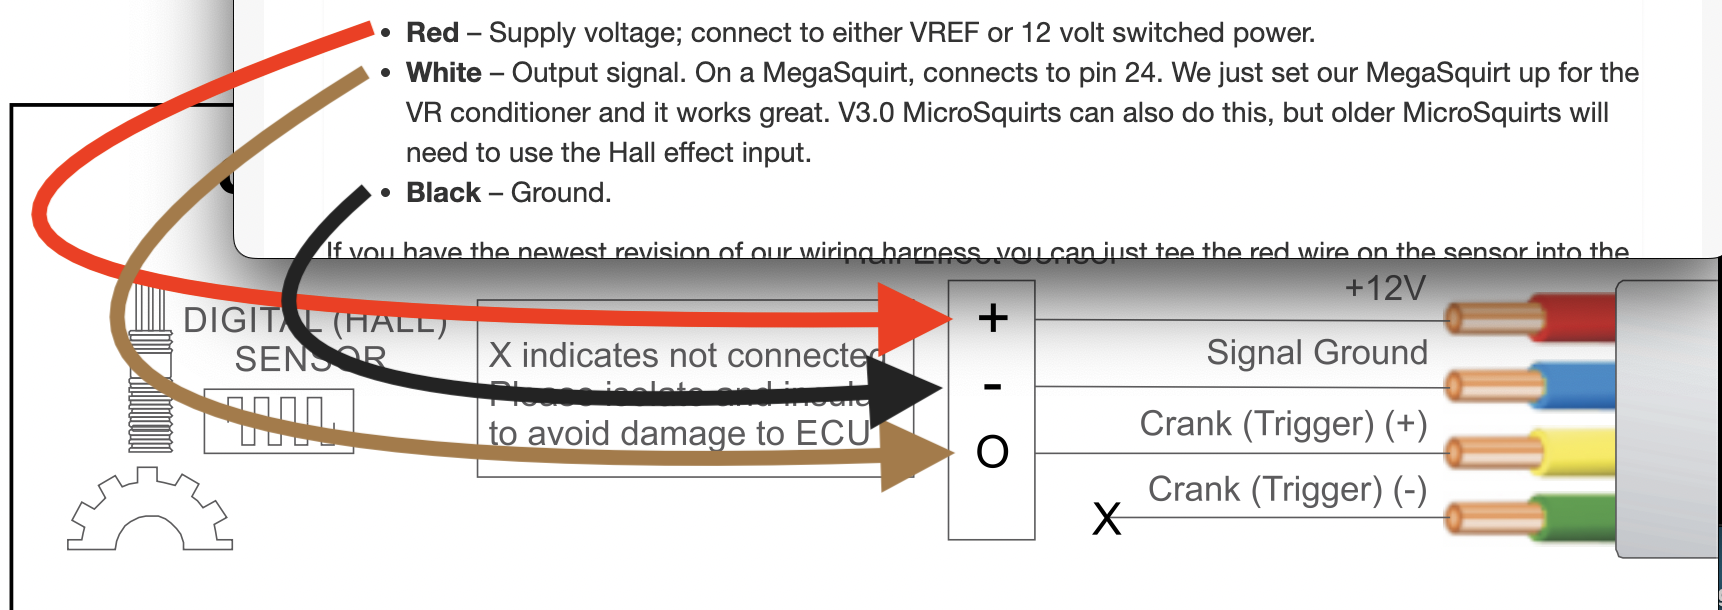 • Red – Supply voltage; connect to either VREF or 12 volt switched power.
• White – Output signal. On a MegaSquirt, connects to pin 24. We just set our MegaSquirt up for the
VR conditioner and it works great. V3.0 MicroSquirts can also do this, but older MicroSquirts will
need to use the Hall effect input.
• Black – Ground.
If you have the newest revision of our wiring harness, you can just tee the red wire on the sensor into the
+12V
DIGITAL (HALL)
SENSOR
X indicates not connected
Please isolate and
to avoid damage to ECU
+
-
O
Signal Ground
Crank (Trigger) (+)
Crank (Trigger) (-)
X